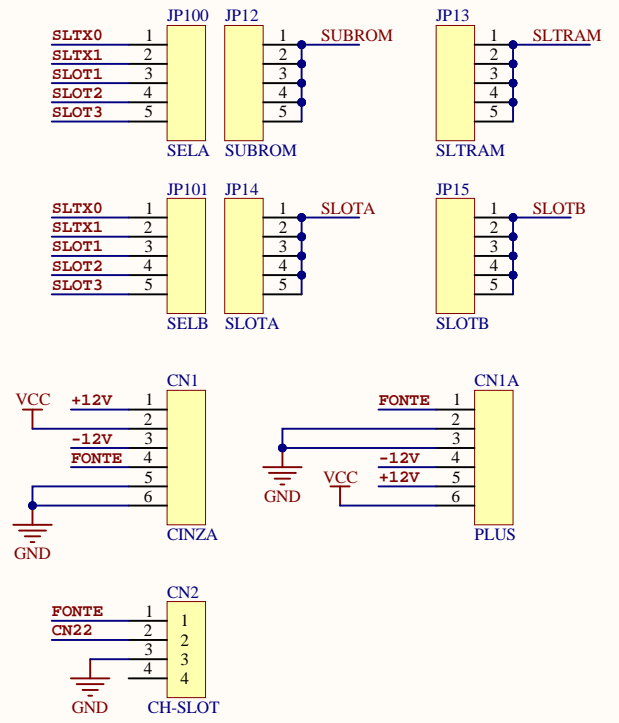 JP100 JP12 JP13
SLTX0 1 1 SUBROM 1 SLTRAM
SLTX1 2 2 2
SLOT1 3 3 3
SLOT2 4 4 4
SLOT3 5 5 5
SELA SUBROM SLTRAM
JP101 JP14 JP15
SLTX0 1 1 SLOTA 1 SLOTB
SLTX1 2 2 2
SLOT1 3 3 3
SLOT2 4 4 4
SLOT3 5 5 5
SELB SLOTA SLOTB
CN1
VCC +12V 1
2
-12V 3
FONTE 4
5
6
GND CINZA
CN1A
FONTE 1
2
3
-12V 4
GND VCC +12V 5
6
PLUS
CN2
FONTE 1 1
CN22 2 2
3 3
4 4
GND CH-SLOT